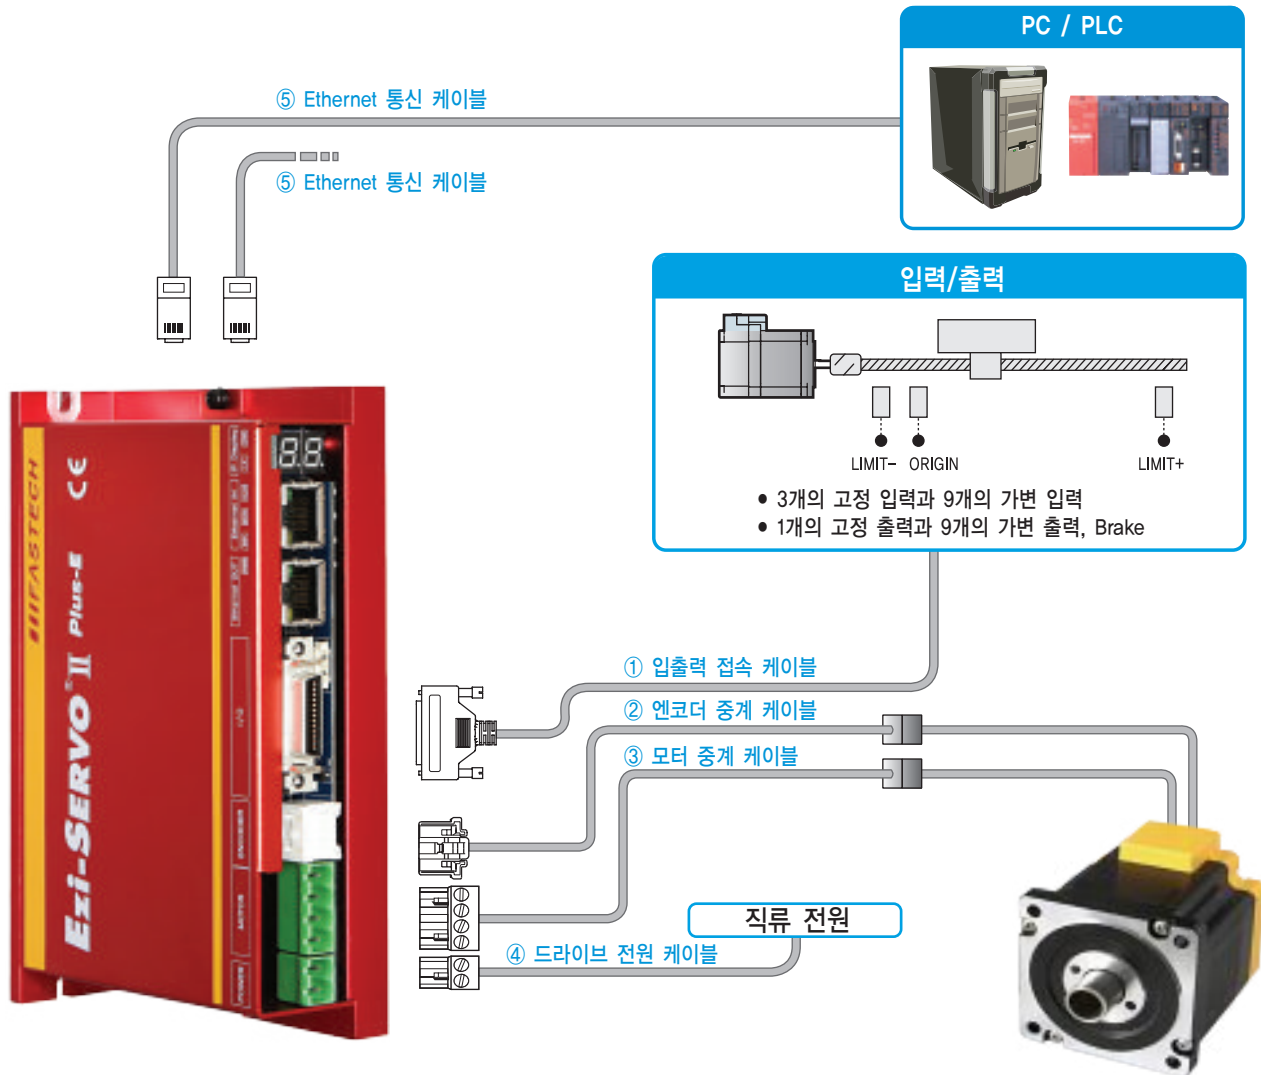 PC / PLC
⑤ Ethernet 통신 케이블
⑤ Ethernet 통신 케이블
입력/출력
LIMIT- ORIGIN LIMIT+
• 3개의 고정 입력과 9개의 가변 입력
• 1개의 고정 출력과 9개의 가변 출력, Brake
FASTECH
CE
Ezi-SERVO® II Plus-E
8.8.
I/O
ENCODER
MOTOR
POWER
① 입출력 접속 케이블
② 엔코더 중계 케이블
③ 모터 중계 케이블
직류 전원
④ 드라이브 전원 케이블